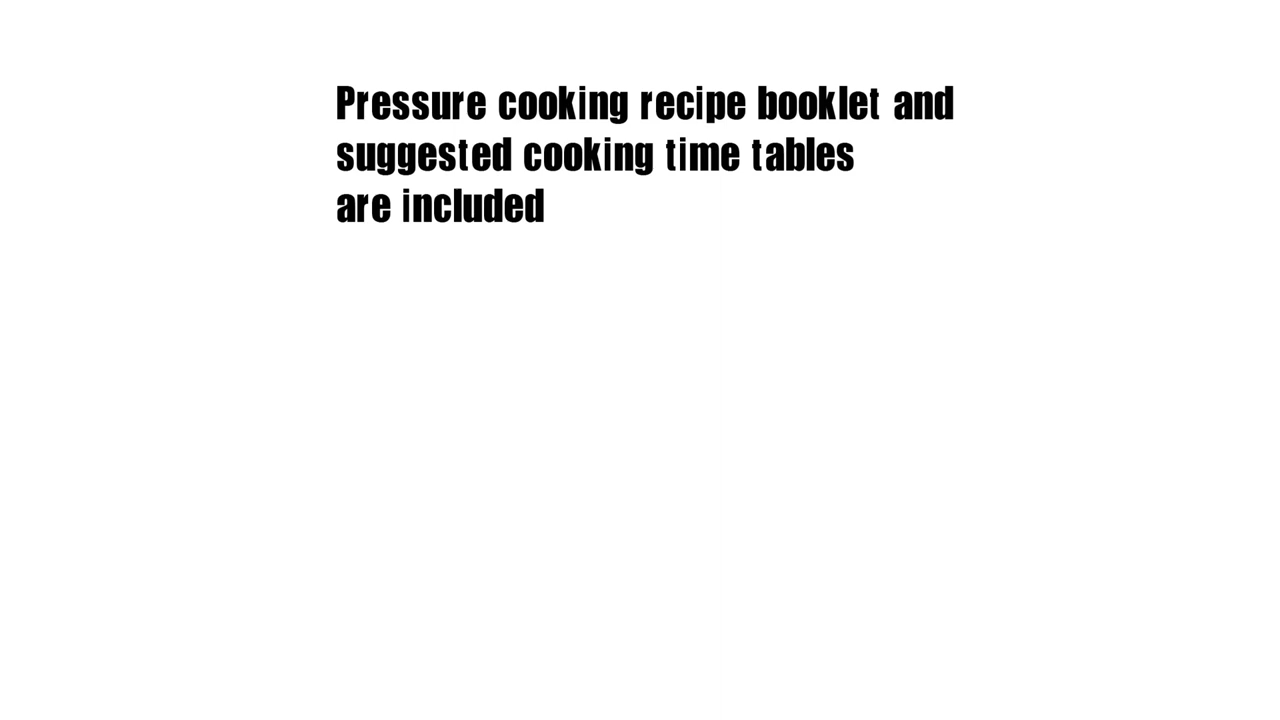 Pressure cooking recipe booklet and
suggested cooking time tables
are included